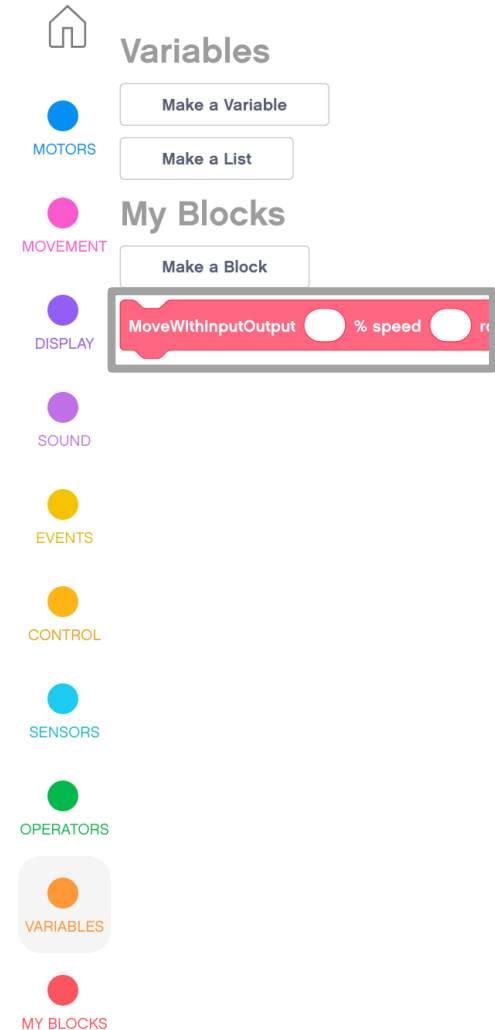 Variables
Make a Variable
MOTORS
Make a List
My Blocks
MOVEMENT
Make a Block
MoveWIthInputOutput % speed
DISPLAY
SOUND
EVENTS
CONTROL
SENSORS
OPERATORS
VARIABLES
MY BLOCKS